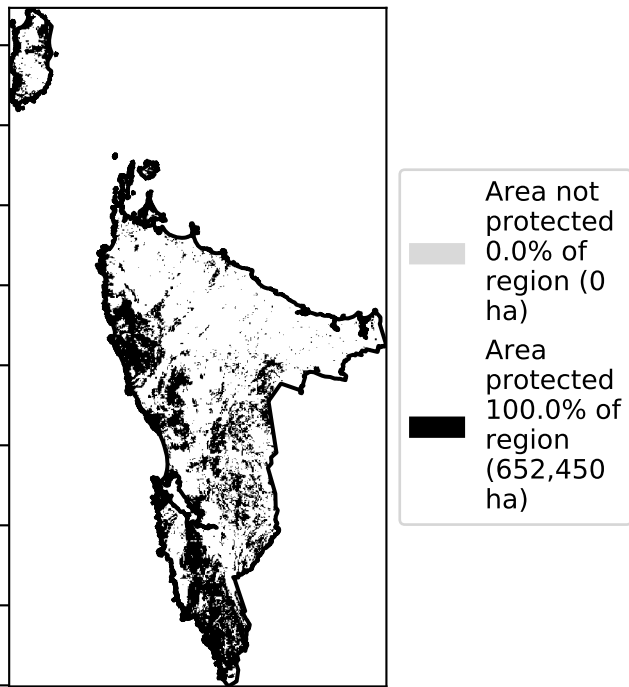 Area not
protected
0.0% of
region (0
ha)
Area
protected
100.0% of
region
(652,450
ha)